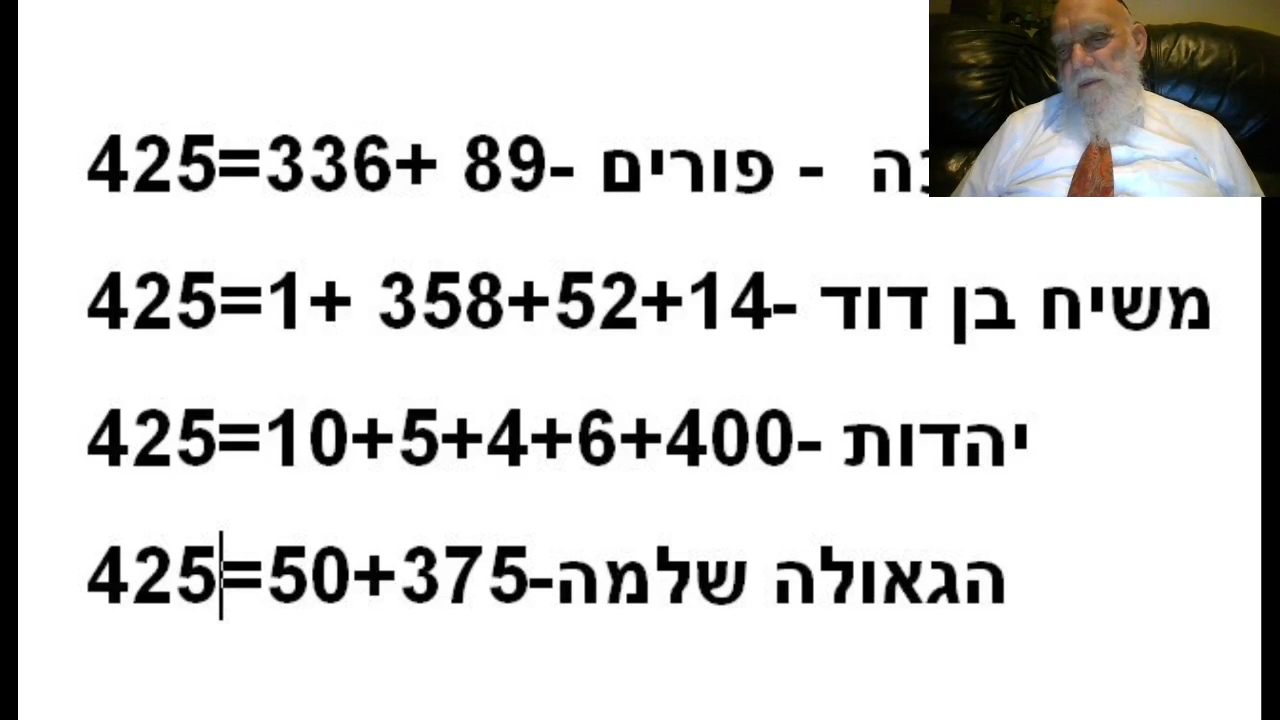 פורים -89 +336=425
משיח בן דוד -14+52+358 +1=425
יהדות -400+6+4+5+10=425
הגאולה שלמה-375+50=425